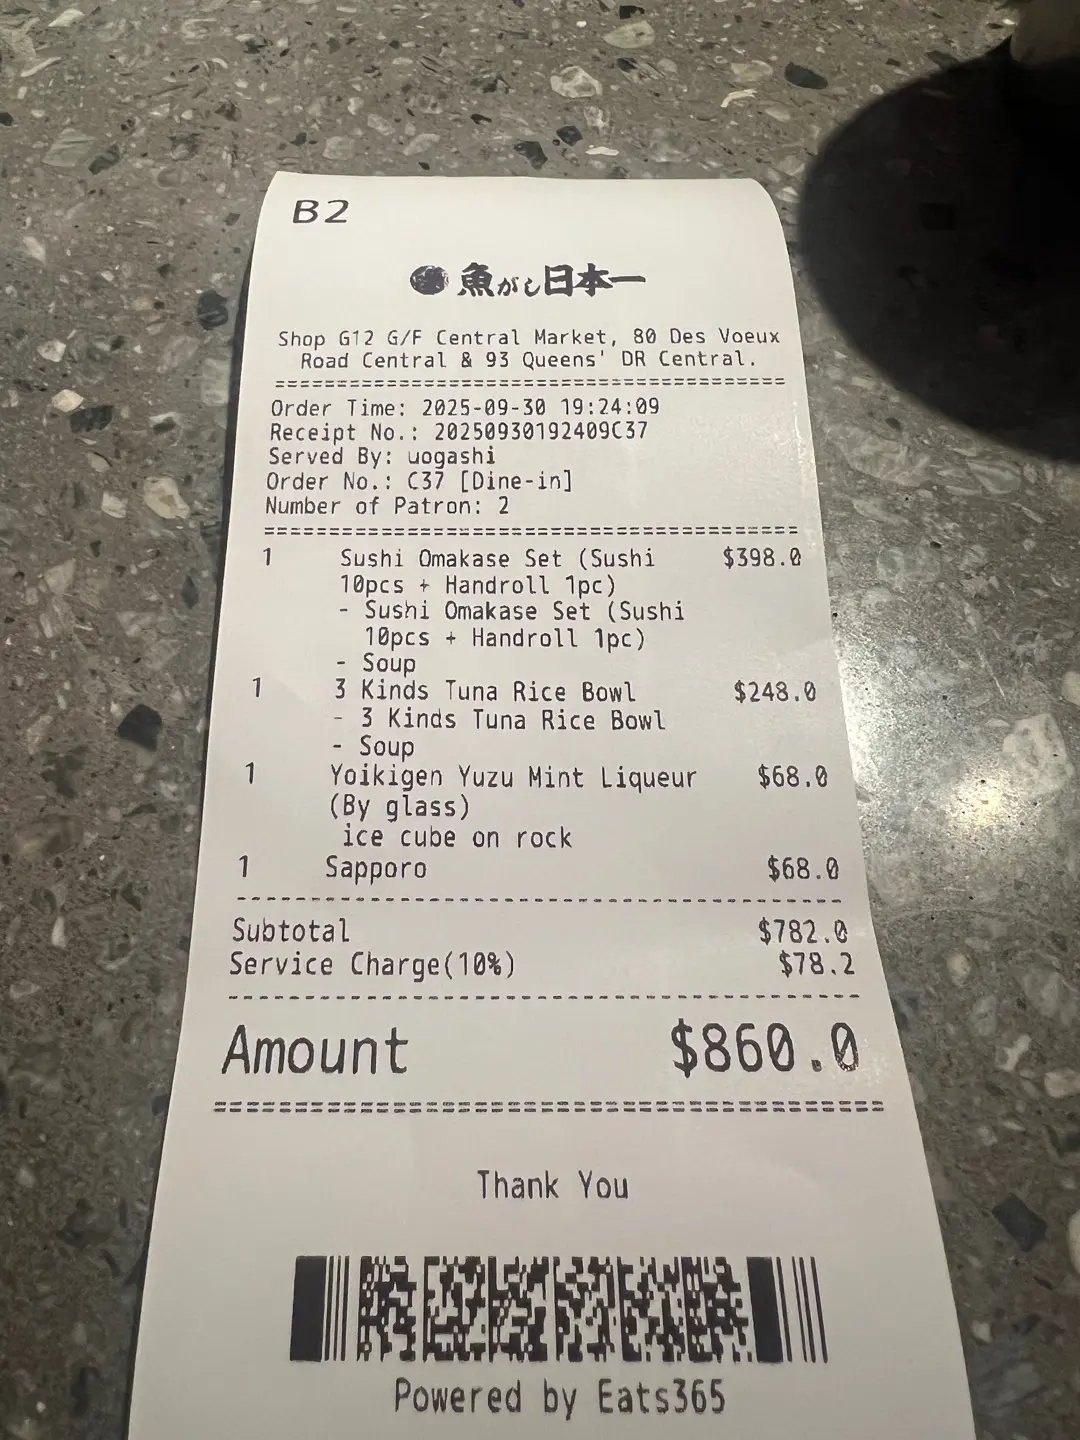 B2
魚がし日本一
Shop G12 G/F Central Market, 80 Des Voeux
Road Central & 93 Queens' DR Central.
Order Time: 2025-09-30 19:24:09
Receipt No.: 20250930192409C37
Served By: uogashi
Order No.: C37 [Dine-in]
Number of Patron: 2
1 Sushi Omakase Set (Sushi $398.0
10pcs + Handroll 1pc)
- Sushi Omakase Set (Sushi
10pcs + Handroll 1pc)
- Soup
1 3 Kinds Tuna Rice Bowl $248.0
- 3 Kinds Tuna Rice Bowl
- Soup
1 Yoikigen Yuzu Mint Liqueur $68.0
(By glass)
ice cube on rock
1 Sapporo $68.0
Subtotal $782.0
Service Charge(10%) $78.2
Amount $860.0
Thank You
Powered by Eats365